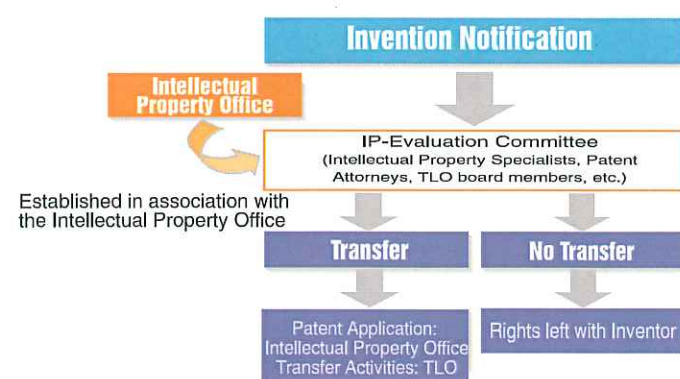 Invention Notification
Intellectual
Property Office
IP-Evaluation Committee
(Intellectual Property Specialists, Patent
Attorneys, TLO board members, etc.)
Established in association with
the Intellectual Property Office
Transfer
No Transfer
Patent Application:
Intellectual Property Office
Transfer Activities: TLO
Rights left with Inventor